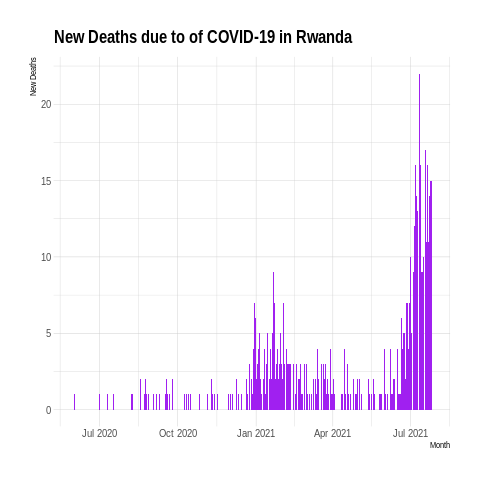 New Deaths due to of COVID-19 in Rwanda
New Deaths
20
15
10
5
0
Jul 2020 Oct 2020 Jan 2021 Apr 2021 Jul 2021
Month